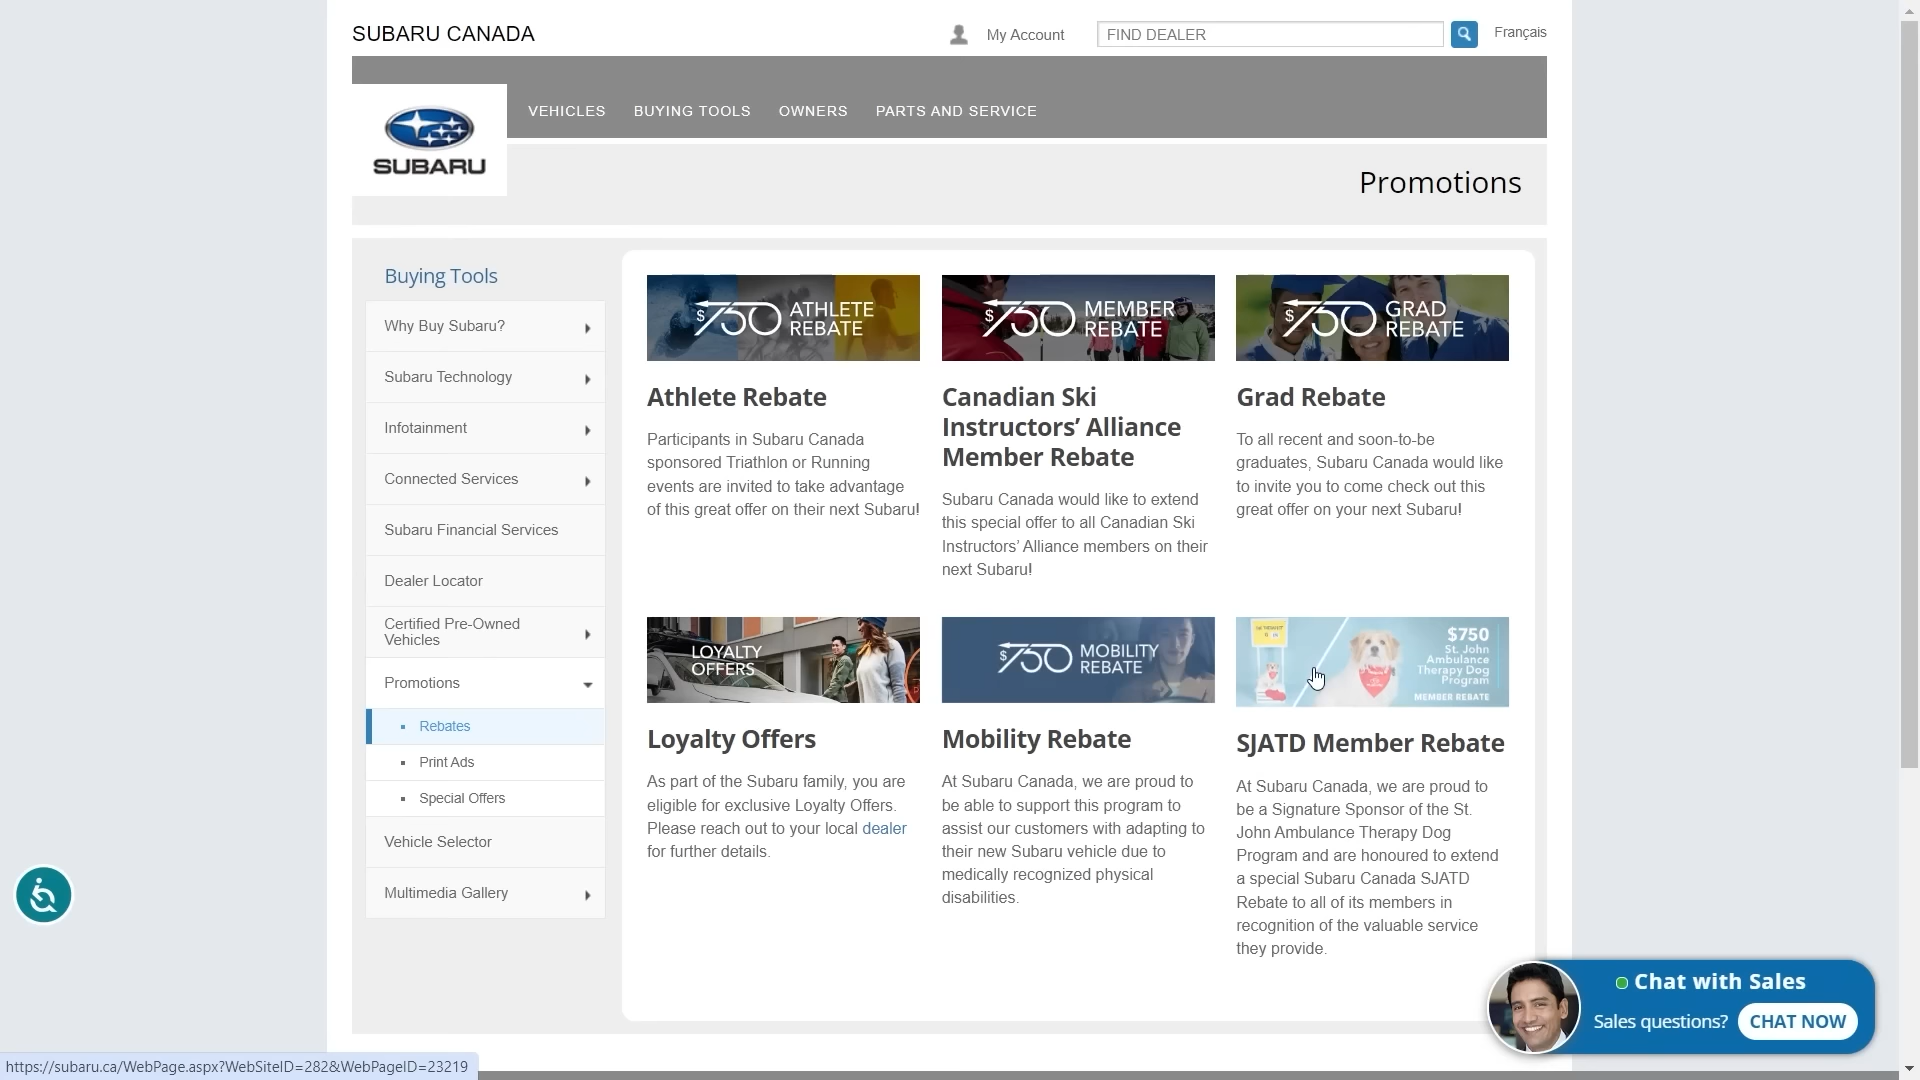 SUBARU CANADA
My Account
FIND DEALER
Français
SUBARU
VEHICLES
BUYING TOOLS
OWNERS
PARTS AND SERVICE
Promotions
Buying Tools
Why Buy Subaru?
Subaru Technology
Infotainment
Connected Services
Subaru Financial Services
Dealer Locator
Certified Pre-Owned
Vehicles
Promotions
Rebates
Print Ads
Special Offers
Vehicle Selector
Multimedia Gallery
$750 ATHLETE
REBATE
Athlete Rebate
Participants in Subaru Canada
sponsored Triathlon or Running
events are invited to take advantage
of this great offer on their next Subaru!
$750 MEMBER
REBATE
Canadian Ski
Instructors’ Alliance
Member Rebate
Subaru Canada would like to extend
this special offer to all Canadian Ski
Instructors’ Alliance members on their
next Subaru!
$750 GRAD
REBATE
Grad Rebate
To all recent and soon-to-be
graduates, Subaru Canada would like
to invite you to come check out this
great offer on your next Subaru!
LOYALTY
OFFERS
Loyalty Offers
As part of the Subaru family, you are
eligible for exclusive Loyalty Offers.
Please reach out to your local dealer
for further details.
$750 MOBILITY
REBATE
Mobility Rebate
At Subaru Canada, we are proud to
be able to support this program to
assist our customers with adapting to
their new Subaru vehicle due to
medically recognized physical
disabilities.
$750
St. John
Ambulance
Therapy Dog
Program
MEMBER REBATE
SJATD Member Rebate
At Subaru Canada, we are proud to
be a Signature Sponsor of the St.
John Ambulance Therapy Dog
Program and are honoured to extend
a special Subaru Canada SJATD
Rebate to all of its members in
recognition of the valuable service
they provide.
Chat with Sales
Sales questions?
CHAT NOW
https://subaru.ca/WebPage.aspx?WebSiteID=282&WebPageID=23219